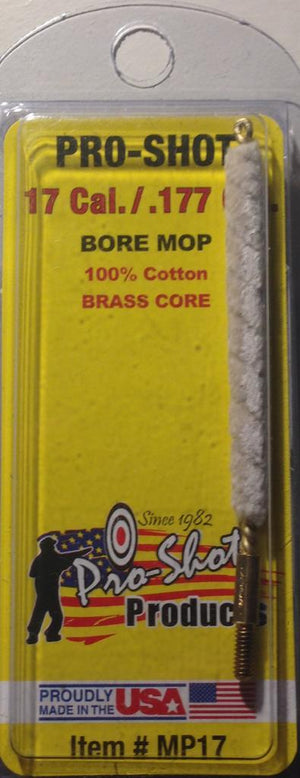 PRO-SHOT
17 Cal./.177
BORE MOP
100% Cotton
BRASS CORE
Since 1982
Pro-Shot
Products
PROUDLY
MADE IN THE
USA
Item # MP17